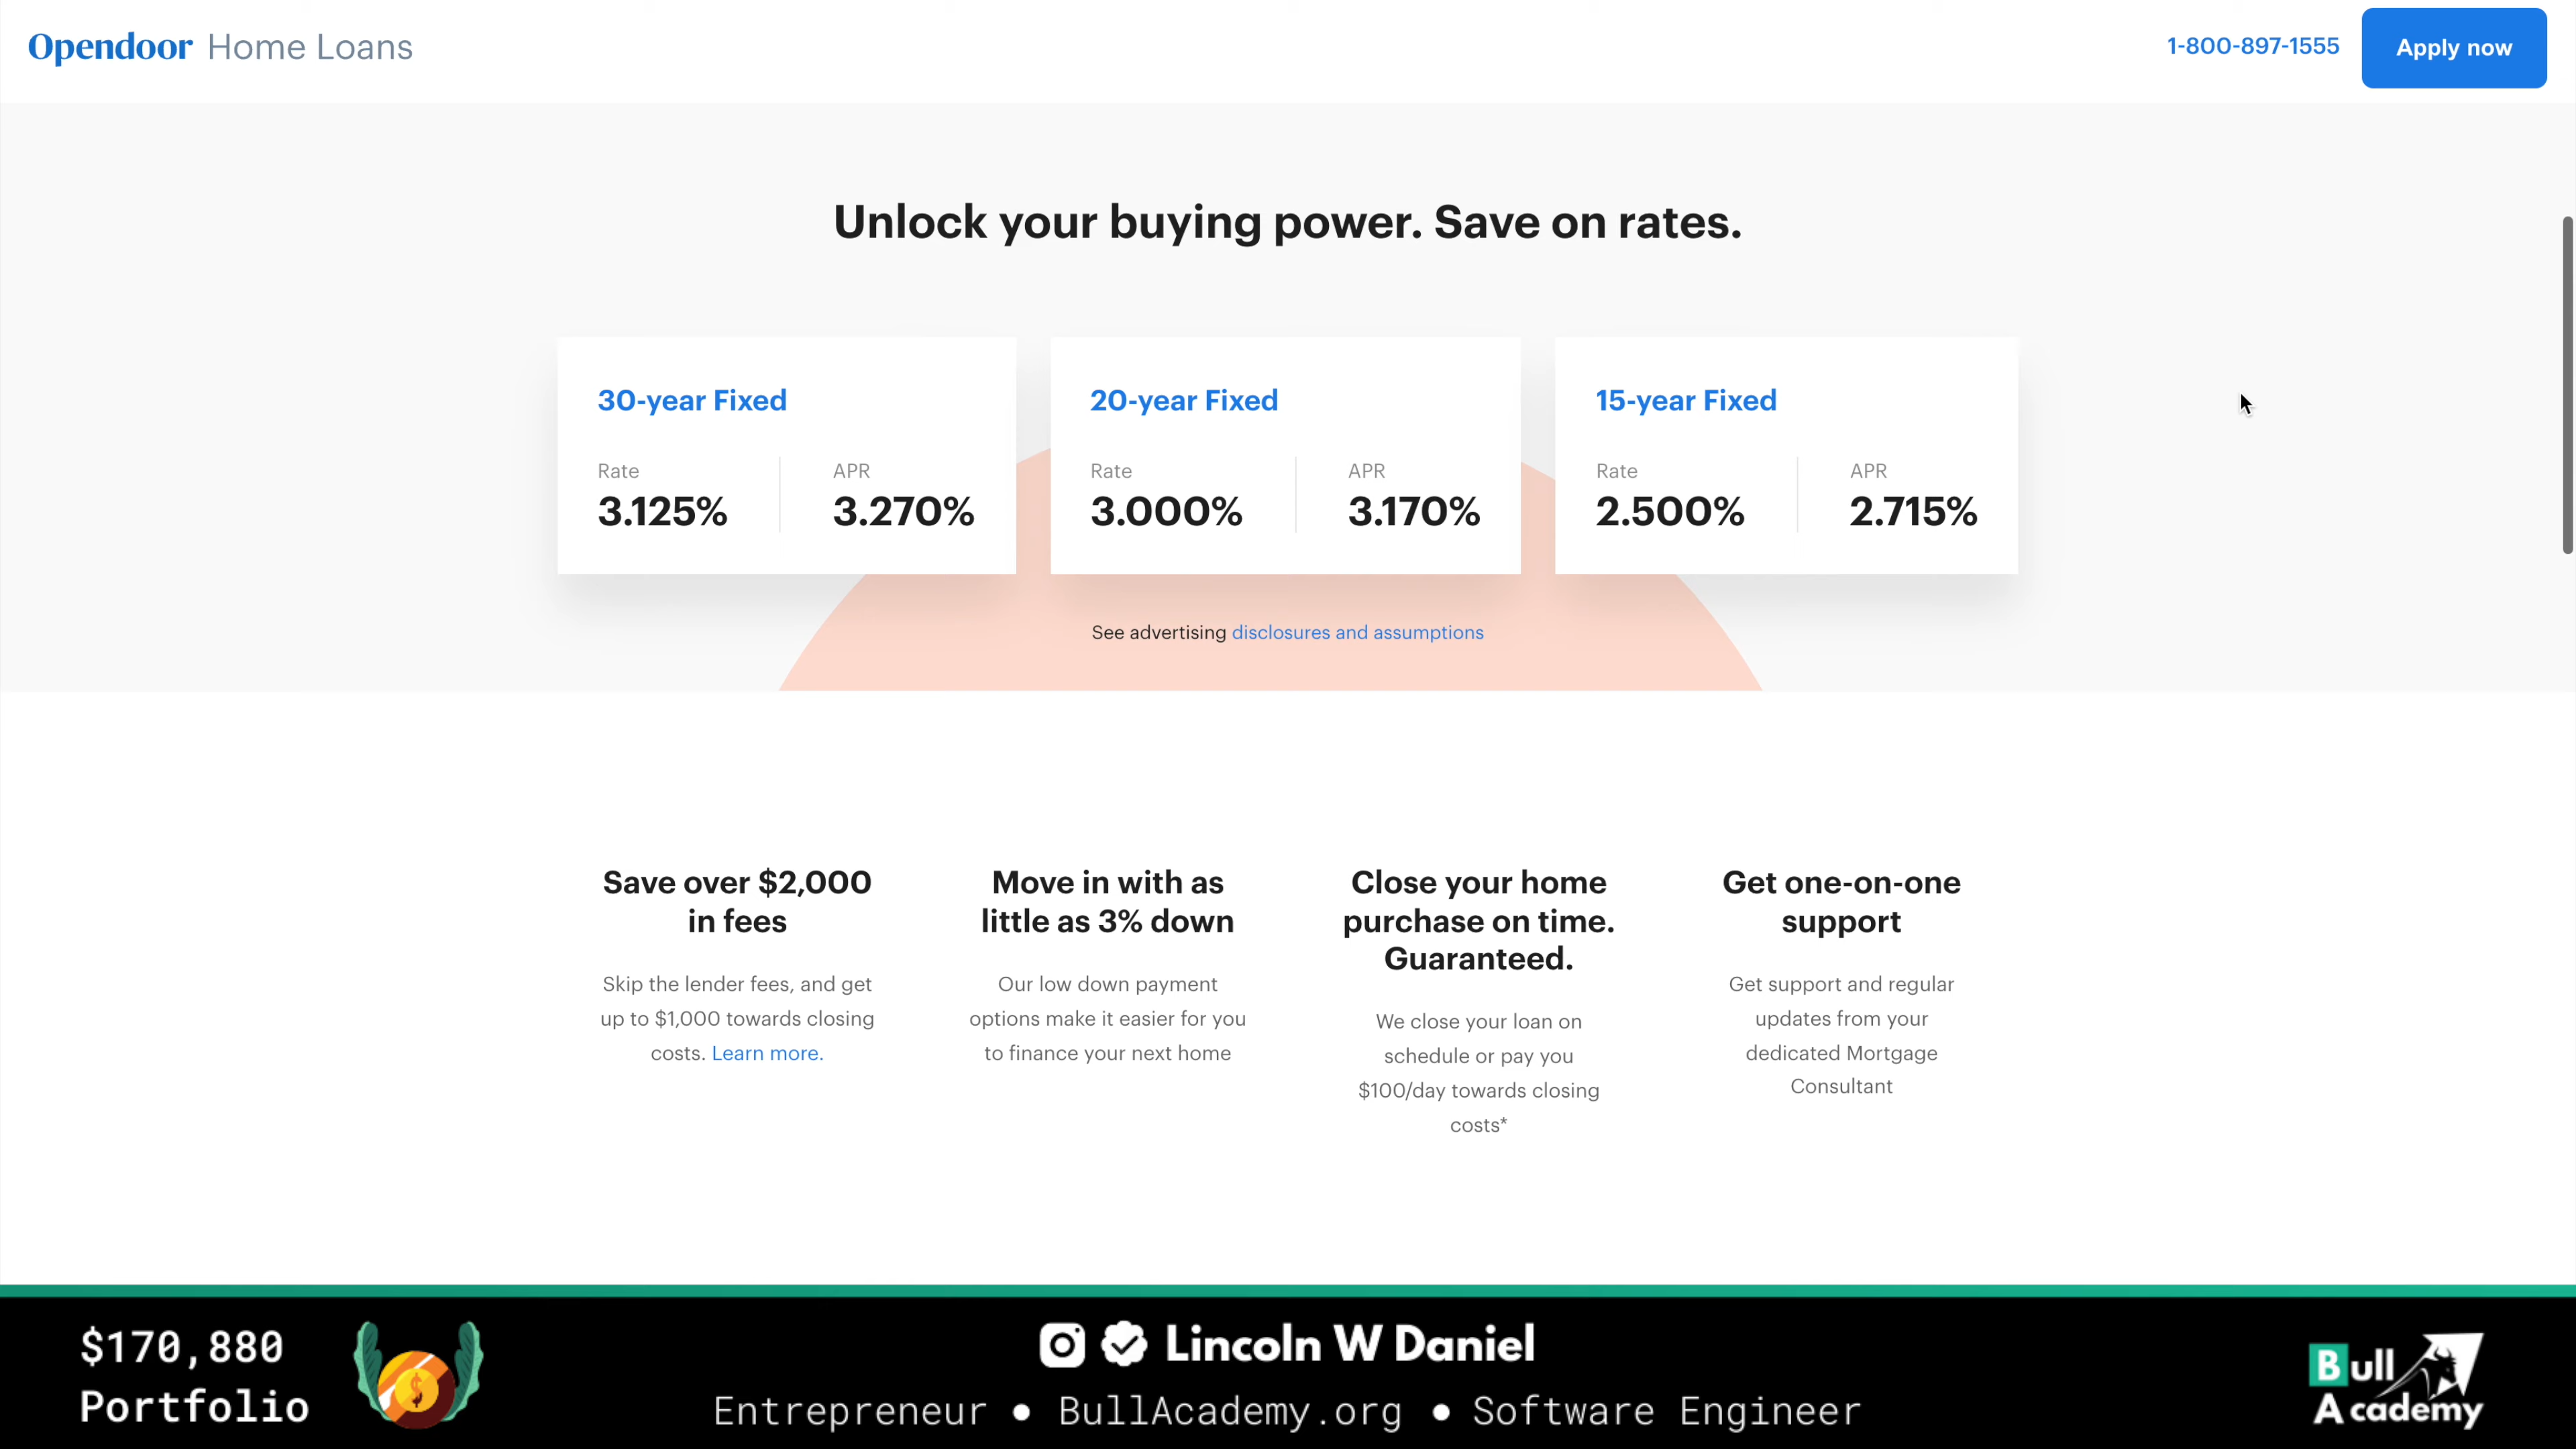 Opendoor Home Loans
1-800-897-1555
Apply now
Unlock your buying power. Save on rates.
30-year Fixed
Rate
3.125%
APR
3.270%
20-year Fixed
Rate
3.000%
APR
3.170%
15-year Fixed
Rate
2.500%
APR
2.715%
See advertising disclosures and assumptions
Save over $2,000
in fees
Skip the lender fees, and get
up to $1,000 towards closing
costs. Learn more.
Move in with as
little as 3% down
Our low down payment
options make it easier for you
to finance your next home
Close your home
purchase on time.
Guaranteed.
We close your loan on
schedule or pay you
$100/day towards closing
costs*
Get one-on-one
support
Get support and regular
updates from your
dedicated Mortgage
Consultant
$170,880
Portfolio
$
Lincoln W Daniel
Entrepreneur ● BullAcademy.org ● Software Engineer
Bull
Academy